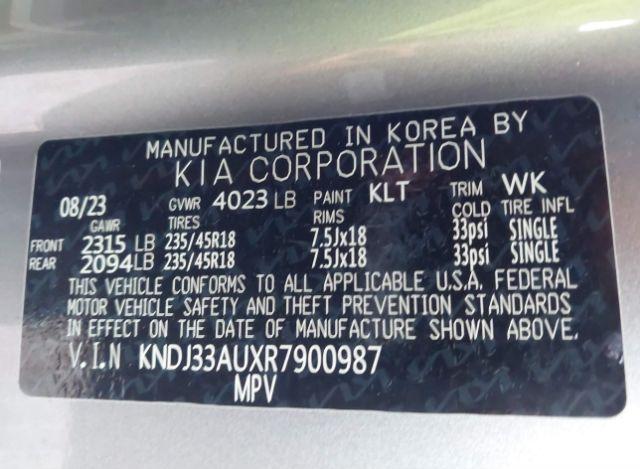 MANUFACTURED IN KOREA BY
KIA CORPORATION
08/23 GVWR 4023 LB PAINT KLT TRIM WK
GAWR TIRES RIMS COLD TIRE INFL
FRONT 2315 LB 235/45R18 7.5Jx18 33psi SINGLE
REAR 2094 LB 235/45R18 7.5Jx18 33psi SINGLE
THIS VEHICLE CONFORMS TO ALL APPLICABLE U.S.A. FEDERAL
MOTOR VEHICLE SAFETY AND THEFT PREVENTION STANDARDS
IN EFFECT ON THE DATE OF MANUFACTURE SHOWN ABOVE.
V.I.N KNDJ33AUXR7900987
MPV